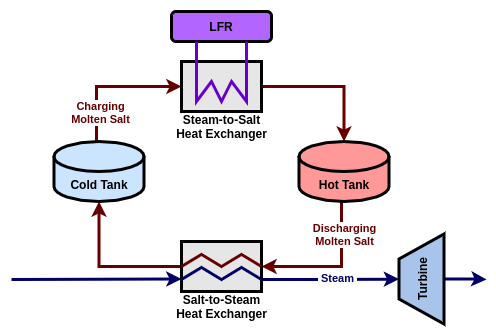 LFR
Charging
Molten Salt
Steam-to-Salt
Heat Exchanger
Cold Tank
Hot Tank
Discharging
Molten Salt
Steam
Turbine
Salt-to-Steam
Heat Exchanger